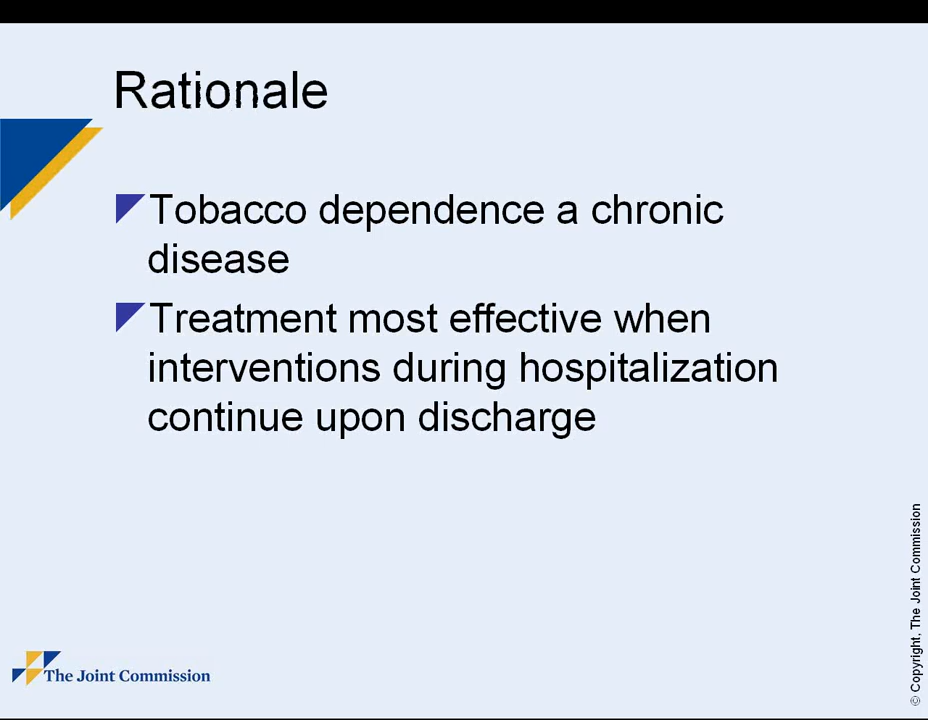 Rationale
Tobacco dependence a chronic
disease
Treatment most effective when
interventions during hospitalization
continue upon discharge
The Joint Commission
© Copyright, The Joint Commission